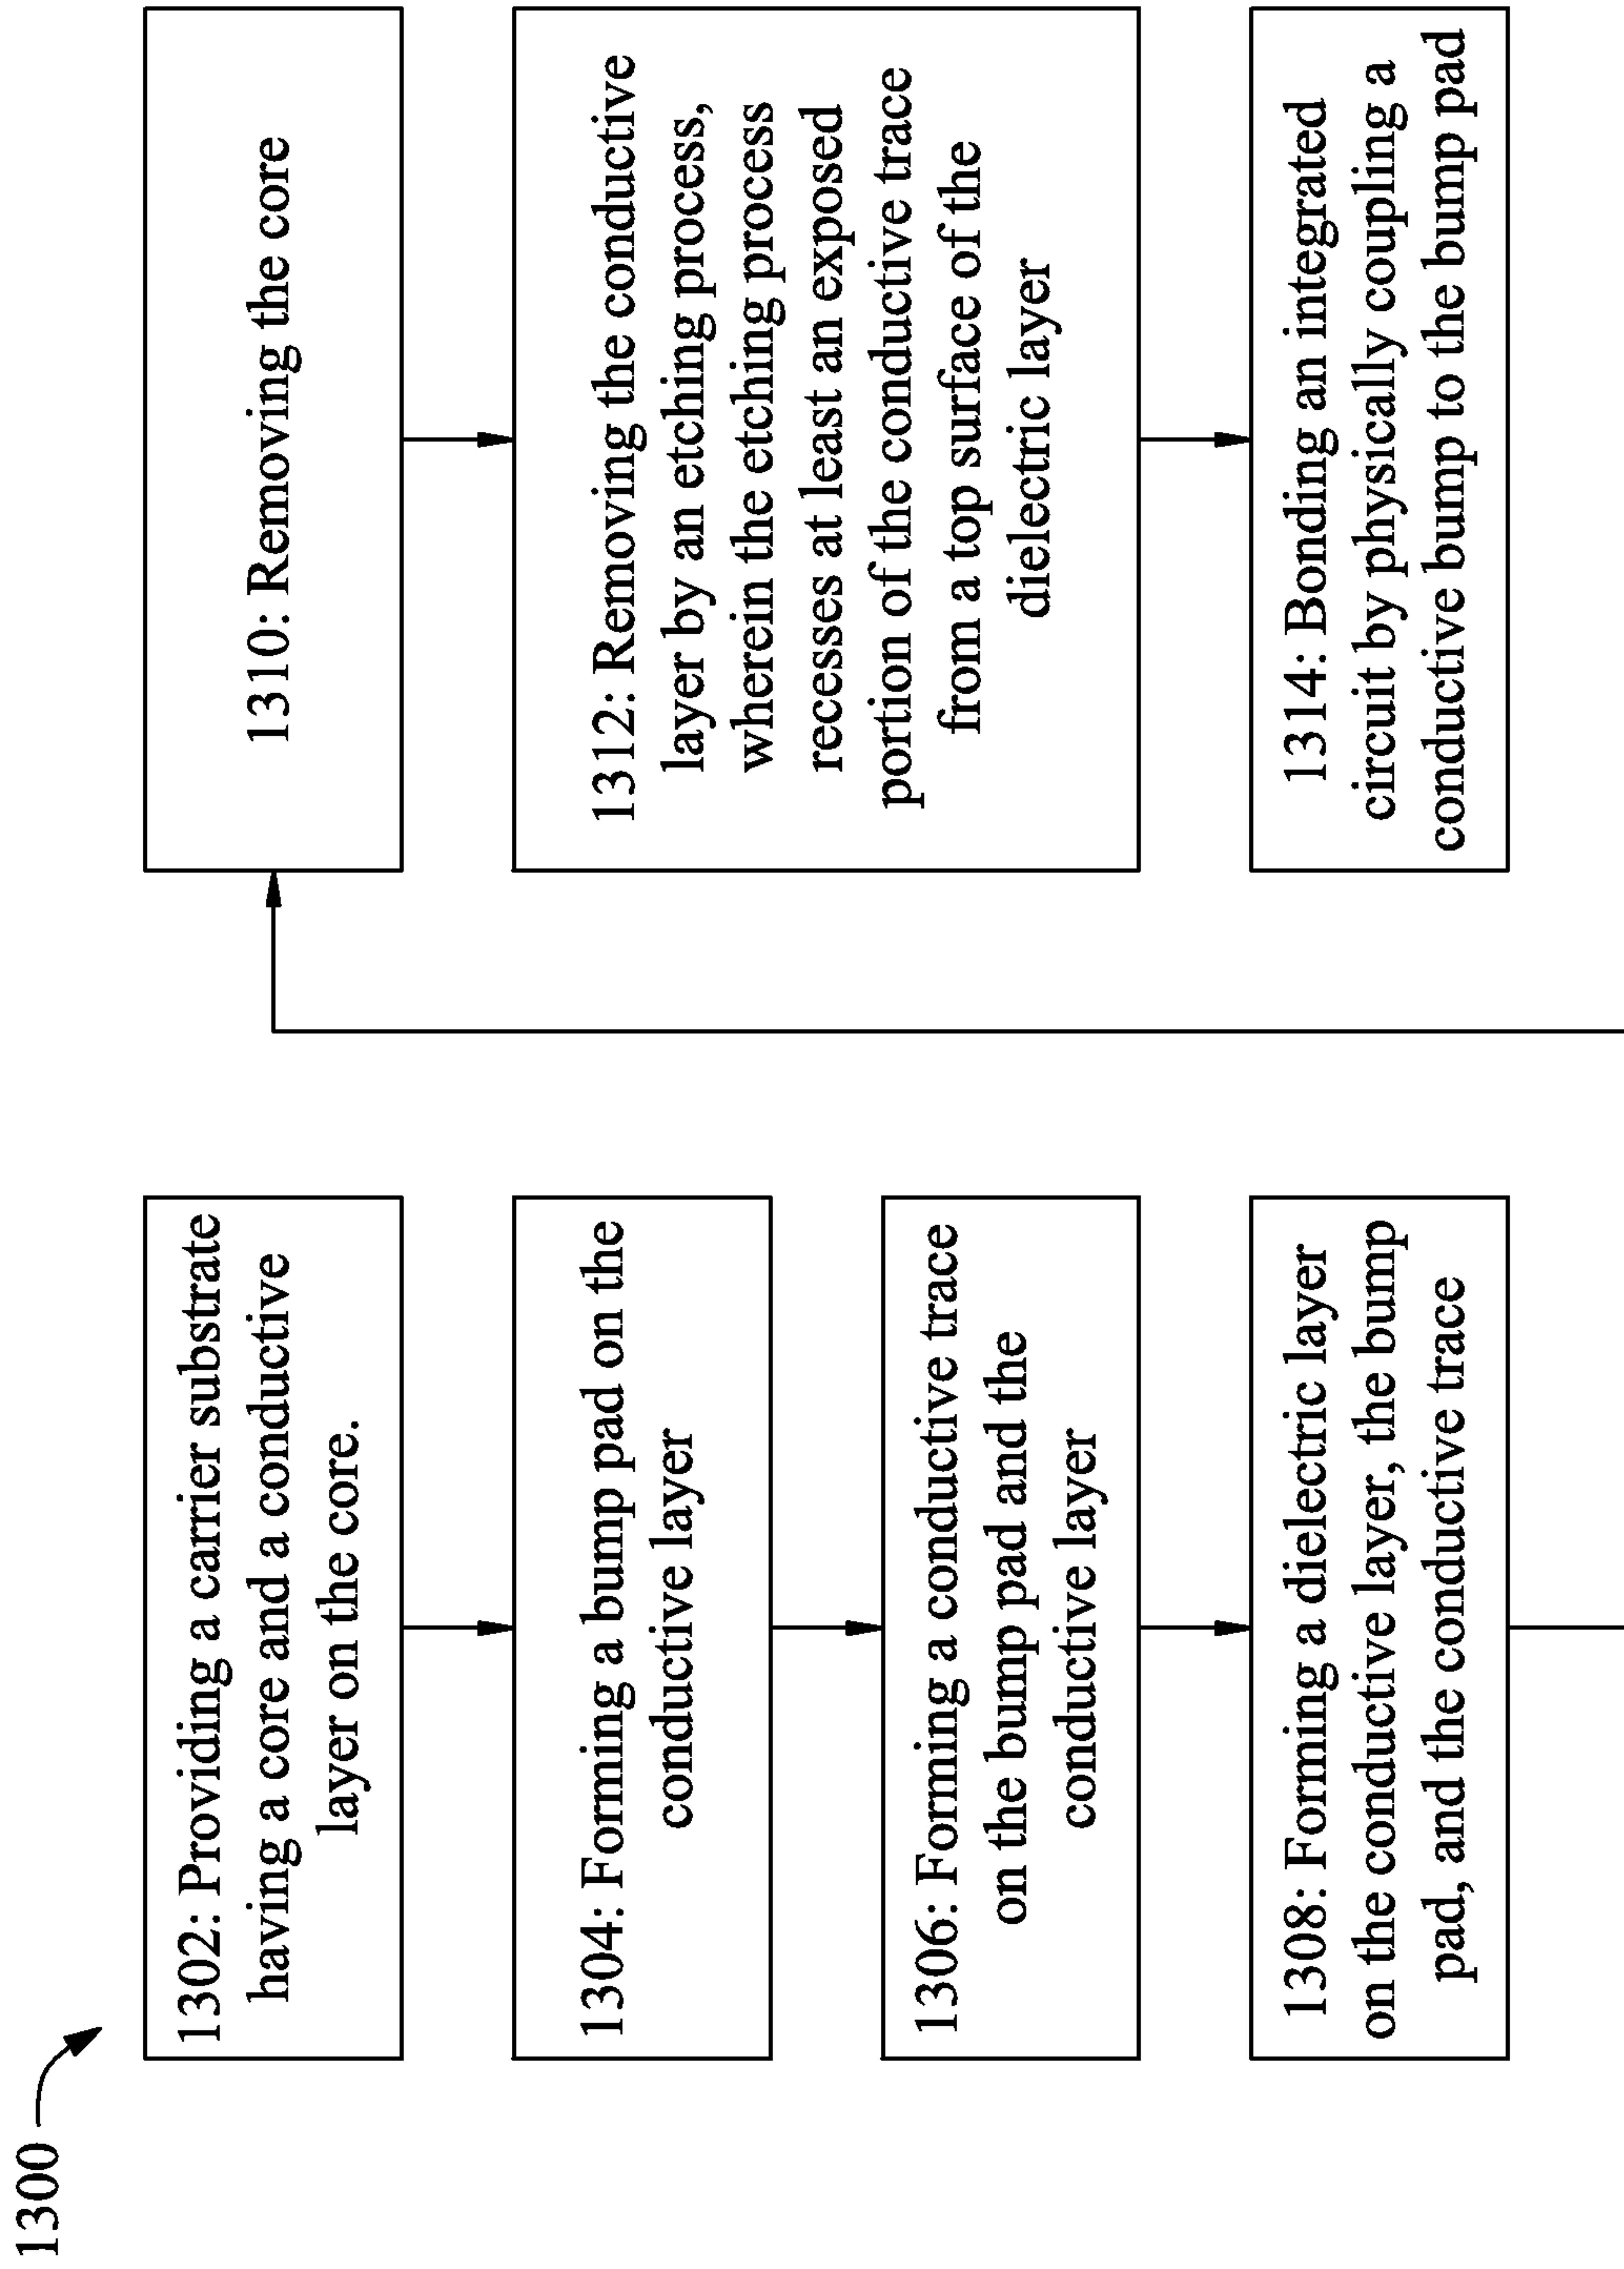 1300
1302: Providing a carrier substrate
having a core and a conductive
layer on the core.
1304: Forming a bump pad on the
conductive layer
1306: Forming a conductive trace
on the bump pad and the
conductive layer
1308: Forming a dielectric layer
on the conductive layer, the bump
pad, and the conductive trace
1310: Removing the core
1312: Removing the conductive
layer by an etching process,
wherein the etching process
recesses at least an exposed
portion of the conductive trace
from a top surface of the
dielectric layer
1314: Bonding an integrated
circuit by physically coupling a
conductive bump to the bump pad